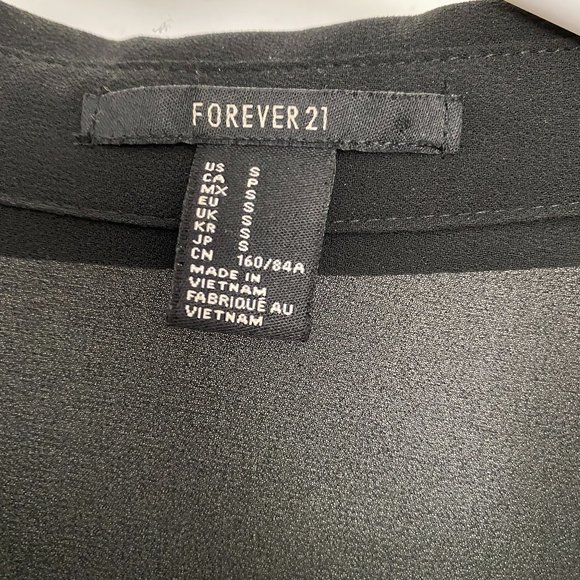 FOREVER 21
US S
CA P
MX S
EU S
UK S
KR S
JP S
CN 160/84A
MADE IN
VIETNAM
FABRIQUÉ AU
VIETNAM